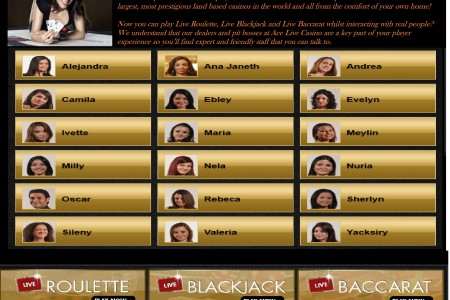 largest, most prestigious land based casinos in the world and all from the comfort of your own home!
Now you can play Live Roulette, Live Blackjack and Live Baccarat while interacting with real people?
We understand that our dealers and pit bosses at Ace Live Casino are a key part of your player
experience so you'll find expert and friendly staff that you can talk to.
Alejandra Ana Janeth Andrea
Camila Ebley Evelyn
Ivette Maria Meylin
Milly Nela Nuria
Oscar Rebeca Sherlyn
Sileny Valeria Yacksiry
LIVE ROULETTE LIVE BLACKJACK LIVE BACCARAT
PLAY NOW PLAY NOW PLAY NOW